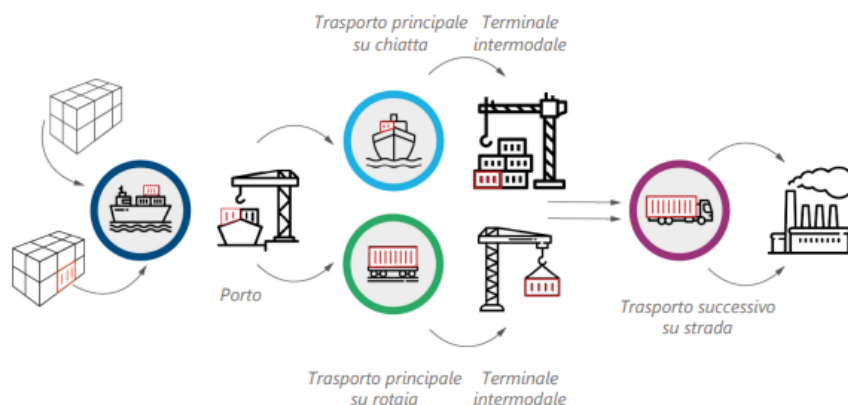 Trasporto principale
su chiatta
Terminale
intermodale
Porto
Trasporto successivo
su strada
Trasporto principale
su rotaia
Terminale
intermodale